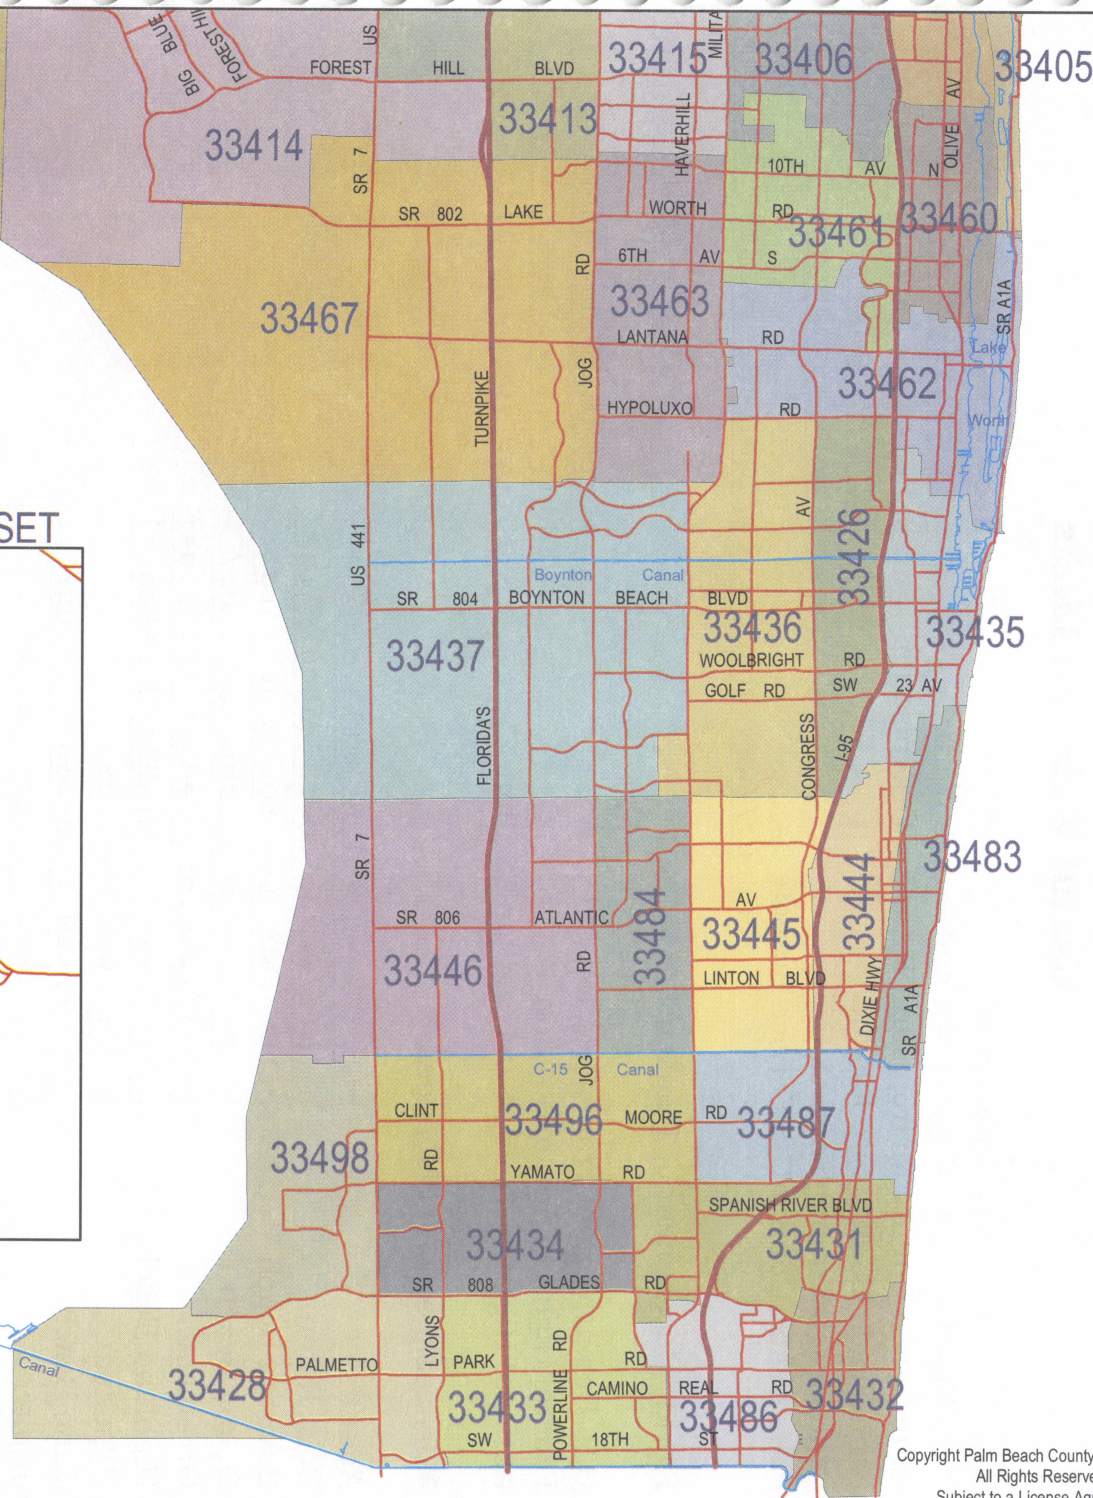 BIG BLUE
FOREST HI
US
MILITA
33405
33415
33406
FOREST HILL BLVD
AV
33413
33414
HAVERHILL
OLIVE
SR 7
10TH AV N
SR 802 LAKE WORTH RD
33461
33460
6TH AV S
RD
33463
33467
SR A1A
LANTANA RD
Lake
JOG
TURNPIKE
33462
HYPOLUXO RD
Worth
SET
AV
US 441
33426
Boynton Canal
SR 804 BOYNTON BEACH BLVD
33436
33435
33437
WOOLBRIGHT RD
GOLF RD SW 23 AV
FLORIDA'S
CONGRESS
I-95
SR 7
33483
33444
AV
SR 806 ATLANTIC
33484
33445
33446
RD
LINTON BLVD
DIXIE HWY
SR A1A
C-15 Canal
JOG
CLINT MOORE RD
33496
33487
33498
RD
YAMATO RD
SPANISH RIVER BLVD
33434
33431
SR 808 GLADES RD
LYONS
RD
PALMETTO PARK RD
Canal
33428
POWERLINE
CAMINO REAL RD
33432
33433
33486
SW 18TH ST
Copyright Palm Beach County
All Rights Reserve
Subject to a License Agr